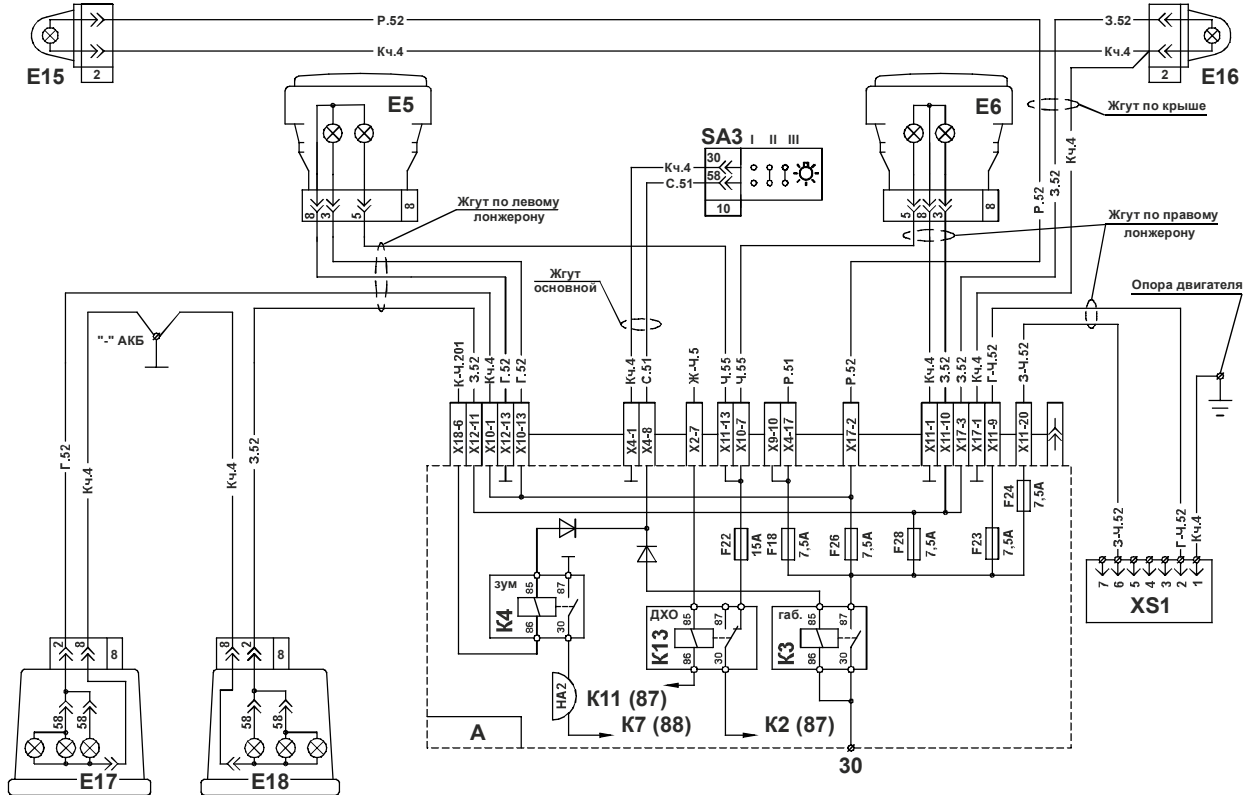 Р.52
З.52
Кч.4
Кч.4
2
2
E15
E16
E5
E6
Жгут по крыше
SA3
I II III
30
58
10
Кч.4
С.51
Кч.4
Р.52
З.52
8 3 5
8
5 8 3
8
Жгут по левому
лонжерону
Жгут по правому
лонжерону
Жгут
основной
Опора двигателя
"-" АКБ
К-Ч.201
З.52
Кч.4
Г.52
Г.52
Кч.4
С.51
Ж-Ч.5
Ч.55
Ч.55
Р.51
Р.52
Кч.4
З.52
З.52
Кч.4
Г-Ч.52
З-Ч.52
X18-6
X12-11
X10-1
X12-13
X10-13
X4-1
X4-8
X2-7
X11-13
X10-7
X9-10
X4-17
X17-2
X11-1
X11-10
X17-3
X17-1
X11-9
X11-20
Г.52
Кч.4
Кч.4
З.52
F24
7,5A
F22
15A
F18
7,5A
F26
7,5A
F28
7,5A
F23
7,5A
З-Ч.52
Г-Ч.52
Кч.4
7 6 5 4 3 2 1
XS1
зум
85
87
K4
86
30
ДХО
85
87
K13
86
30
габ.
85
87
K3
86
30
HA2
K11 (87)
K7 (88)
K2 (87)
A
30
2 8
8
8 2
8
58
58
58
58
E17
E18